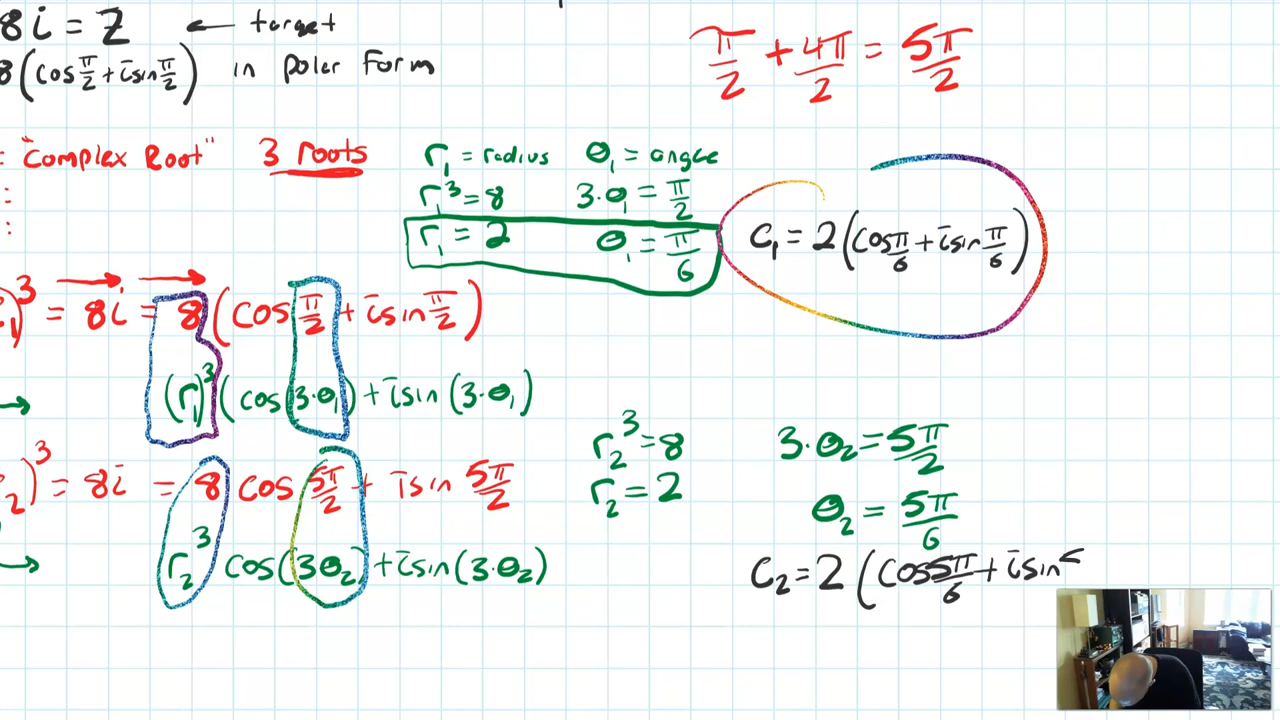 8i = z ← target
8(cos π/2 + i sin π/2) in polar form
π/2 + 4π/2 = 5π/2
: "Complex Root" 3 roots
:
:
r₁ = radius θ₁ = angle
r₁³ = 8 3·θ₁ = π/2
r₁ = 2 θ₁ = π/6
C₁ = 2(cos π/6 + i sin π/6)
₁)³ = 8i = 8(cos π/2 + i sin π/2)
(r₁)³(cos(3·θ₁) + i sin(3·θ₁)
₂)³ = 8i = 8 cos 5π/2 + i sin 5π/2
→ r₂³ cos(3θ₂) + i sin(3·θ₂)
r₂³ = 8 3·θ₂ = 5π/2
r₂ = 2 θ₂ = 5π/6
C₂ = 2(cos 5π/6 + i sin